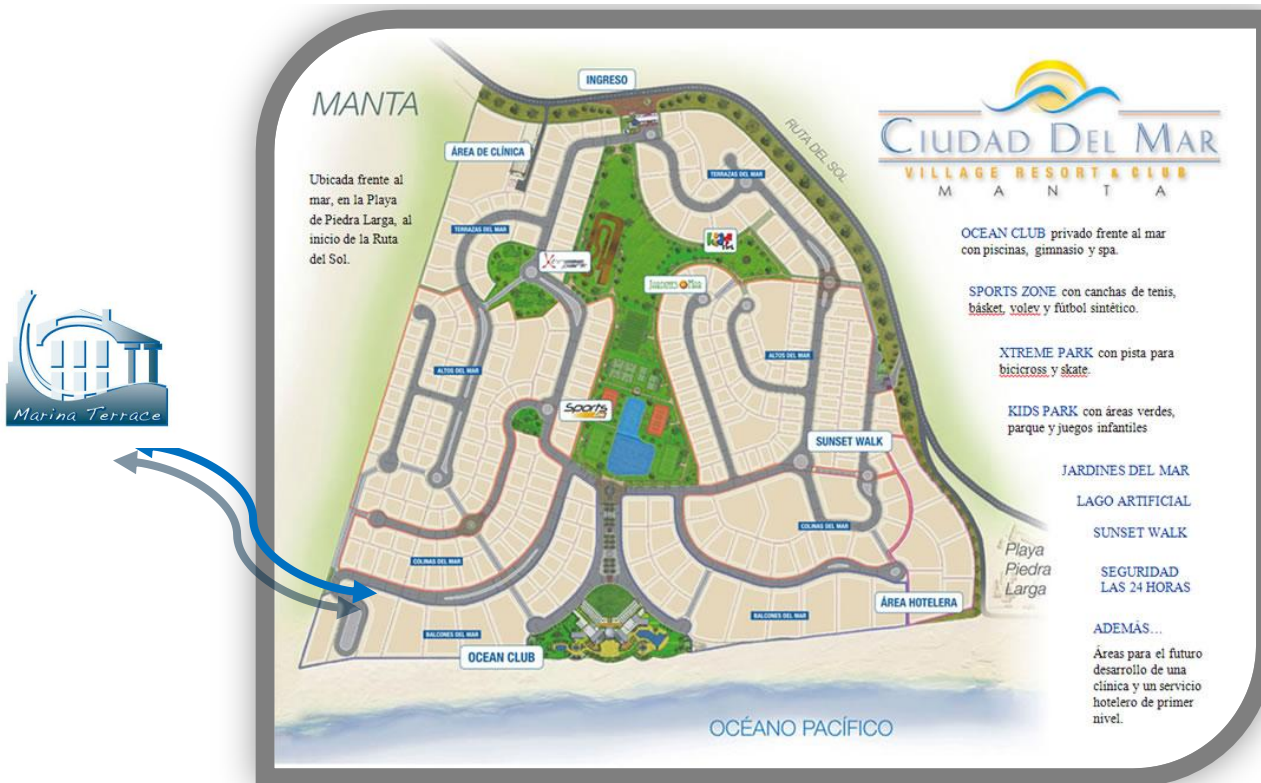 INGRESO
MANTA
Ubicada frente al
mar, en la Playa
de Piedra Larga, al
inicio de la Ruta
del Sol.
ÁREA DE CLÍNICA
RUTA DEL SOL
TERRAZAS DEL MAR
TERRAZAS DEL MAR
JARDINES MAR
ALTOS DEL MAR
ALTOS DEL MAR
Sports
SUNSET WALK
COLINAS DEL MAR
COLINAS DEL MAR
Playa
Piedra
Larga
ÁREA HOTELERA
BALCONES DEL MAR
BALCONES DEL MAR
OCEAN CLUB
OCÉANO PACÍFICO
Marina Terrace
CIUDAD DEL MAR
VILLAGE RESORT & CLUB
MANTA
OCEAN CLUB privado frente al mar
con piscinas, gimnasio y spa.
SPORTS ZONE con canchas de tenis,
básket, voley y fútbol sintético.
XTREME PARK con pista para
bicicross y skate.
KIDS PARK con áreas verdes,
parque y juegos infantiles
JARDINES DEL MAR
LAGO ARTIFICIAL
SUNSET WALK
SEGURIDAD
LAS 24 HORAS
ADEMÁS…
Áreas para el futuro
desarrollo de una
clínica y un servicio
hotelero de primer
nivel.